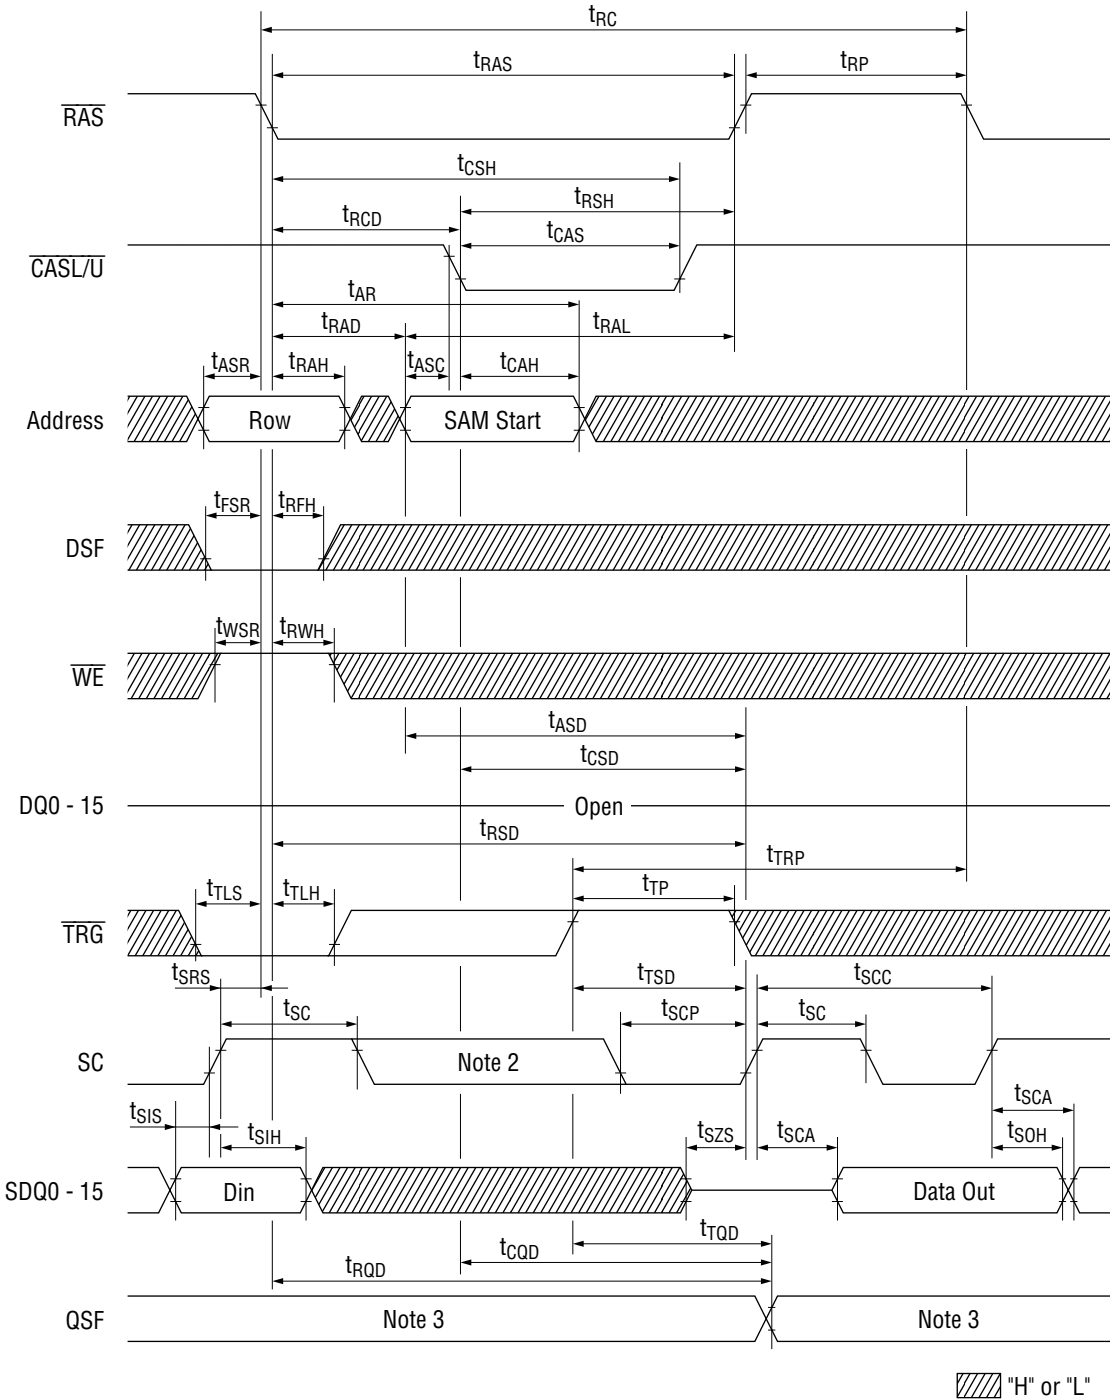 tRC
tRAS tRP
RAS
tCSH
tRSH
tRCD
tCAS
CASL/U
tAR
tRAD tRAL
tASR tRAH tASC tCAH
Address Row SAM Start
tFSR tRFH
DSF
tWSR tRWH
WE
tASD
tCSD
DQ0 - 15 Open
tRSD
tTRP
tTLS tTLH tTP
TRG
tSRS tTSD tSCC
tSC tSCP tSC
SC Note 2
tSIS tSCA
tSIH tSZS tSCA tSOH
SDQ0 - 15 Din Data Out
tTQD
tCQD
tRQD
QSF Note 3 Note 3
"H" or "L"